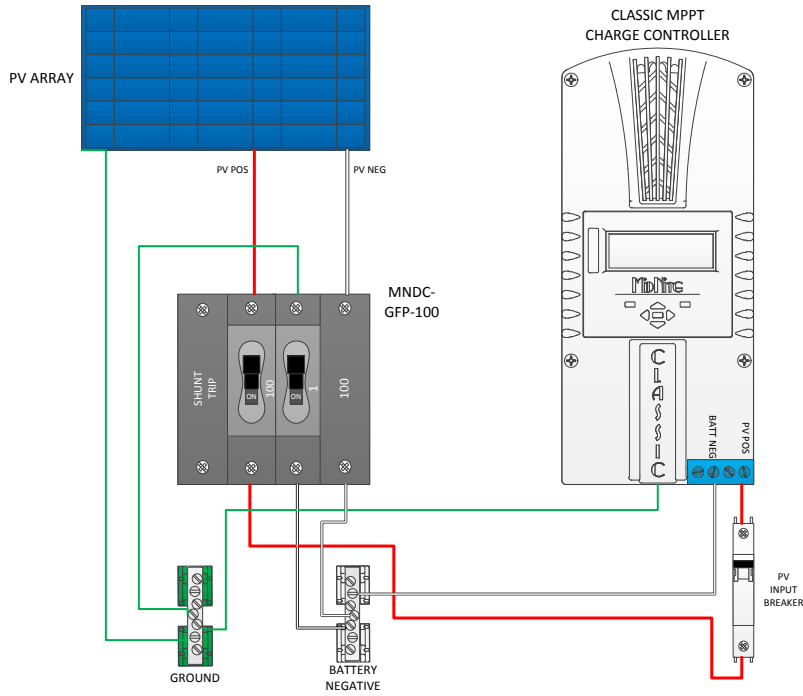 CLASSIC MPPT
CHARGE CONTROLLER
PV ARRAY
PV POS
PV NEG
MNDC-
GFP-100
MIDNITE
SHUNT
TRIP
100
1
100
ON
ON
CLASSIC
BATT NEG
PV POS
PV
INPUT
BREAKER
GROUND
BATTERY
NEGATIVE